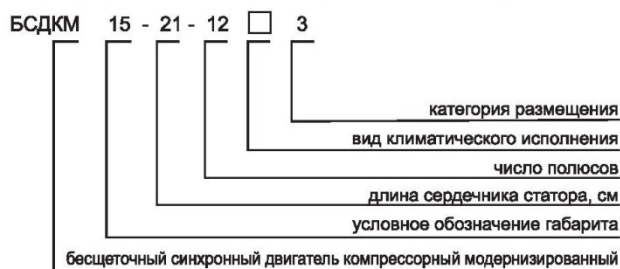 БСДКМ 15 - 21 - 12 □ 3
категория размещения
вид климатического исполнения
число полюсов
длина сердечника статора, см
условное обозначение габарита
бесщеточный синхронный двигатель компрессорный модернизированный